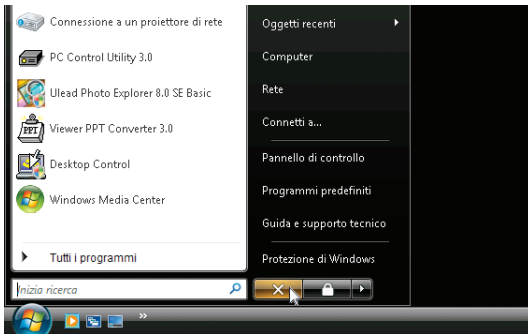 Connessione a un proiettore di rete
PC Control Utility 3.0
Ulead Photo Explorer 8.0 SE Basic
PPT
Viewer PPT Converter 3.0
Desktop Control
Windows Media Center
Tutti i programmi
Inizia ricerca
Oggetti recenti
Computer
Rete
Connetti a...
Pannello di controllo
Programmi predefiniti
Guida e supporto tecnico
Protezione di Windows